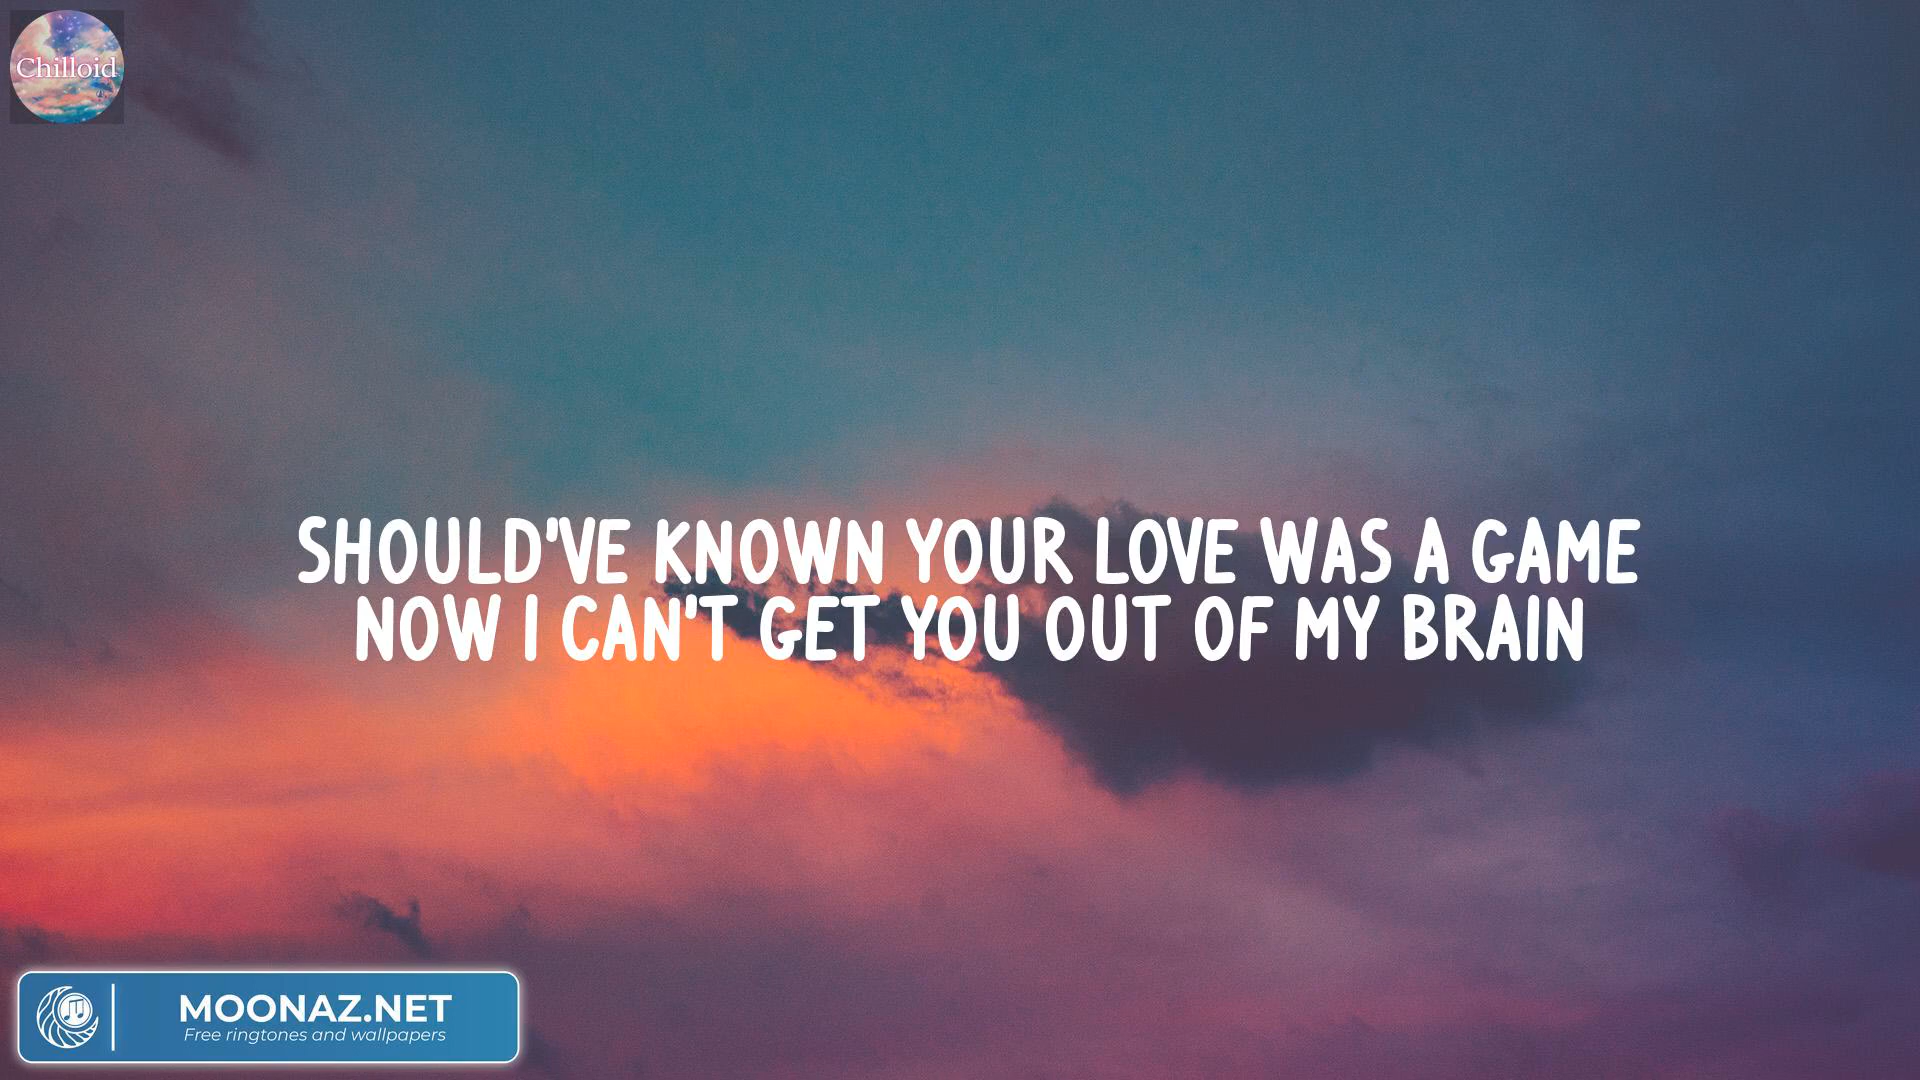 Chilloid
SHOULD'VE KNOWN YOUR LOVE WAS A GAME
NOW I CAN'T GET YOU OUT OF MY BRAIN
MOONAZ.NET
Free ringtones and wallpapers